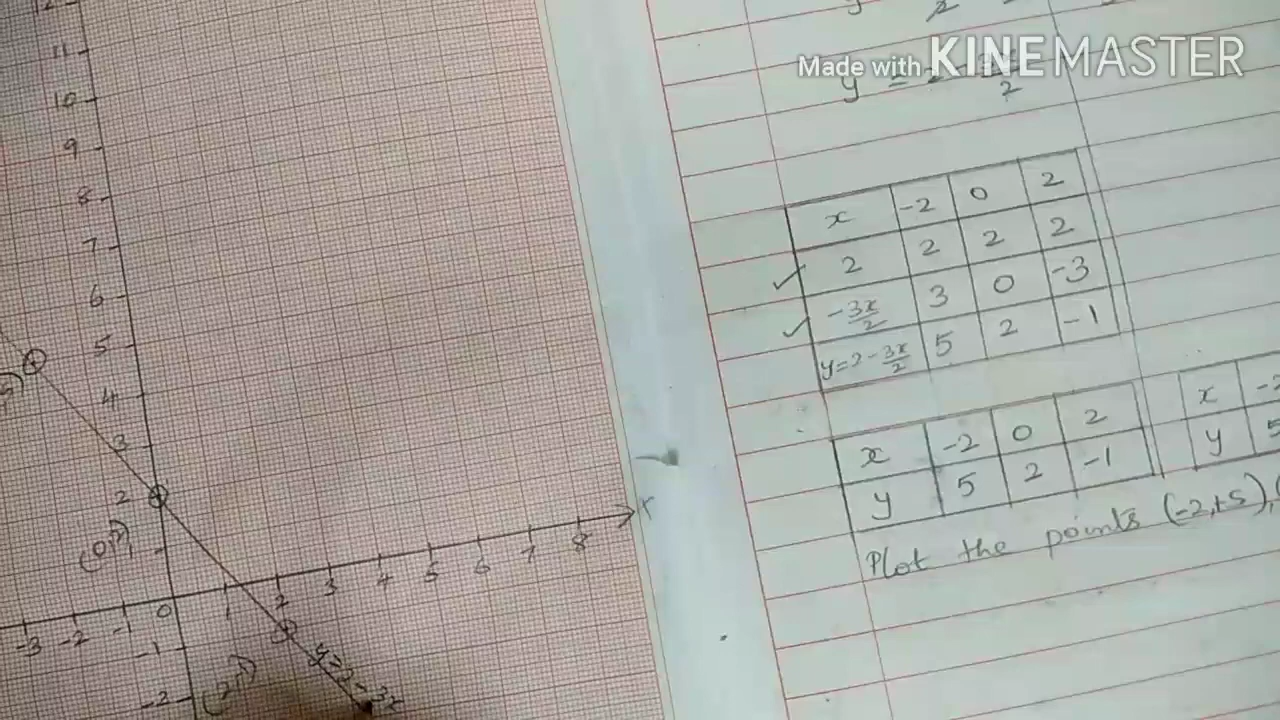 Made with KINEMASTER
12
11
10
9
8
7
6
5
4
3
2
1
-1
-2
-3 -2 -1 0 1 2 3 4 5 6 7 8 x
y=2-3x
x -2 0 2
2 2 2 2
-3x/2 3 0 -3
y=2-3x/2 5 2 -1
x -2 0 2
y 5 2 -1
x
y 5
Plot the points (-2,+5),(